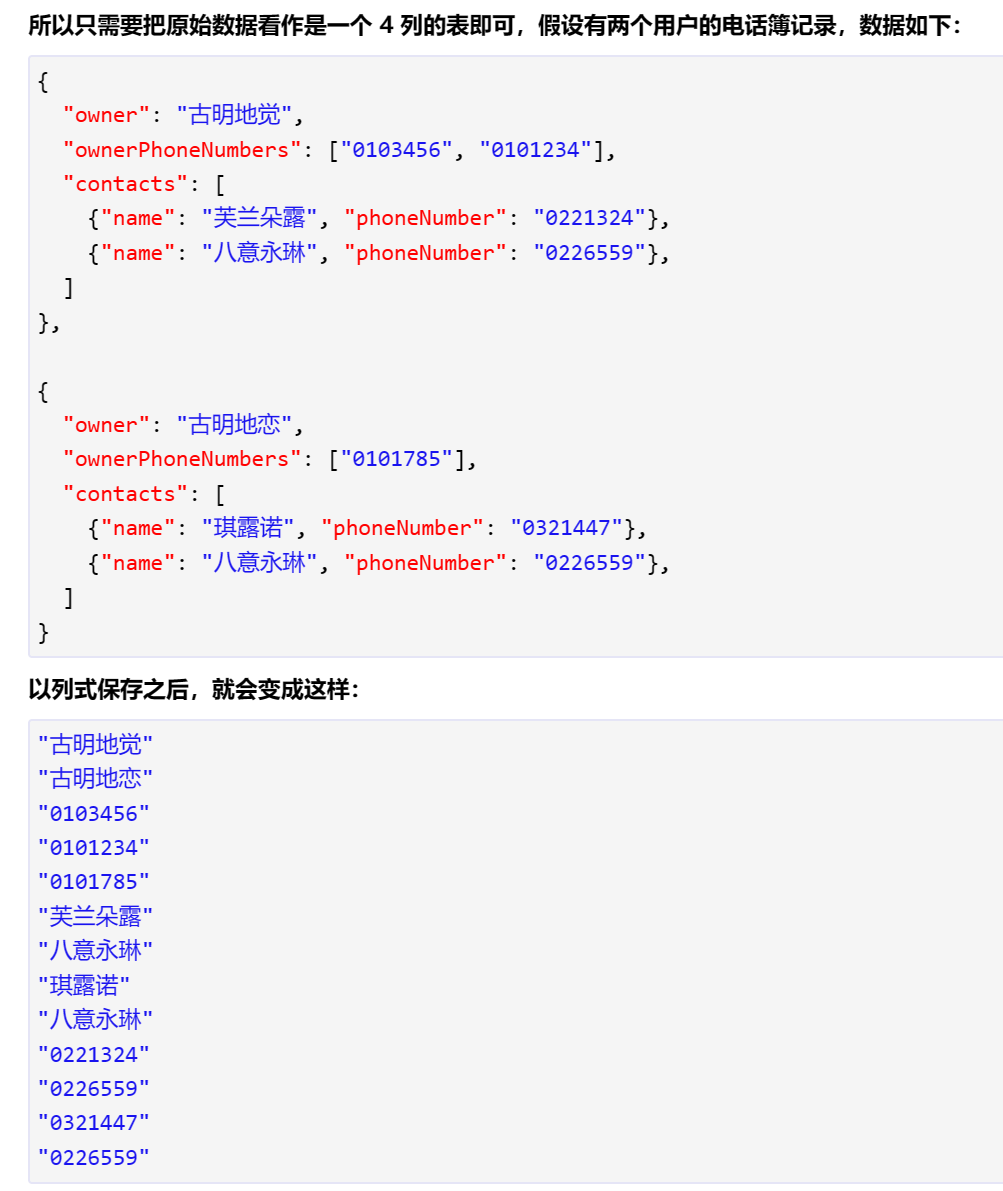 所以只需要把原始数据看作是一个 4 列的表即可，假设有两个用户的电话簿记录，数据如下：
{
  "owner": "古明地觉",
  "ownerPhoneNumbers": ["0103456", "0101234"],
  "contacts": [
    {"name": "芙兰朵露", "phoneNumber": "0221324"},
    {"name": "八意永琳", "phoneNumber": "0226559"},
  ]
},
{
  "owner": "古明地恋",
  "ownerPhoneNumbers": ["0101785"],
  "contacts": [
    {"name": "琪露诺", "phoneNumber": "0321447"},
    {"name": "八意永琳", "phoneNumber": "0226559"},
  ]
}
以列式保存之后，就会变成这样：
"古明地觉"
"古明地恋"
"0103456"
"0101234"
"0101785"
"芙兰朵露"
"八意永琳"
"琪露诺"
"八意永琳"
"0221324"
"0226559"
"0321447"
"0226559"